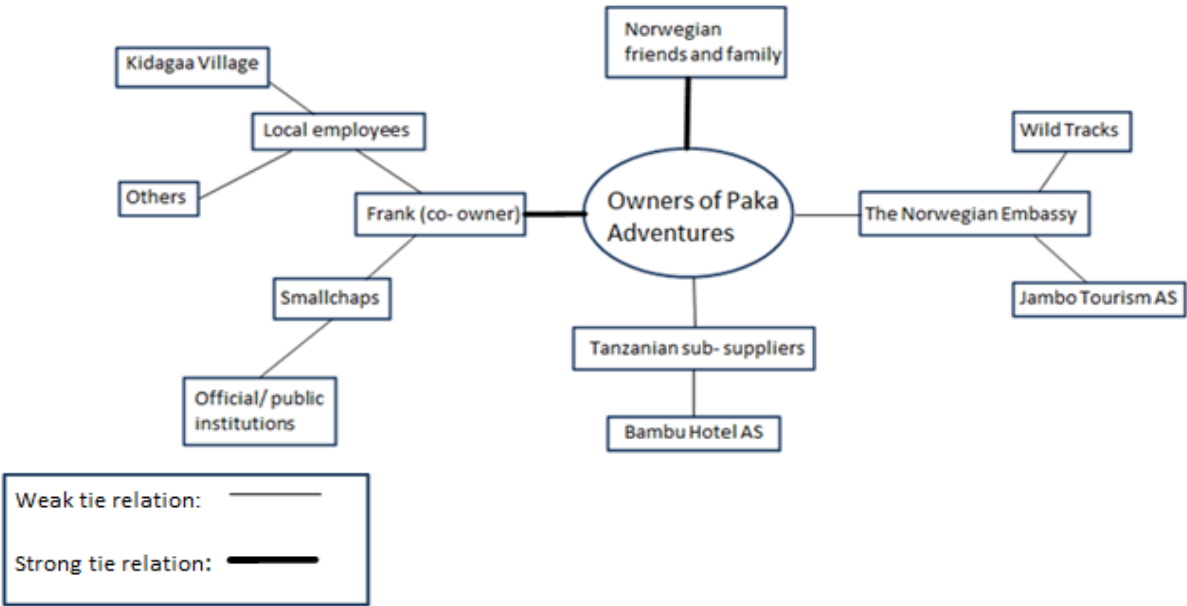 Norwegian
friends and family
Kidagaa Village
Local employees
Wild Tracks
Others
Frank (co- owner)
Owners of Paka
Adventures
The Norwegian Embassy
Smallchaps
Jambo Tourism AS
Tanzanian sub- suppliers
Official/ public
institutions
Bambu Hotel AS
Weak tie relation:
Strong tie relation: